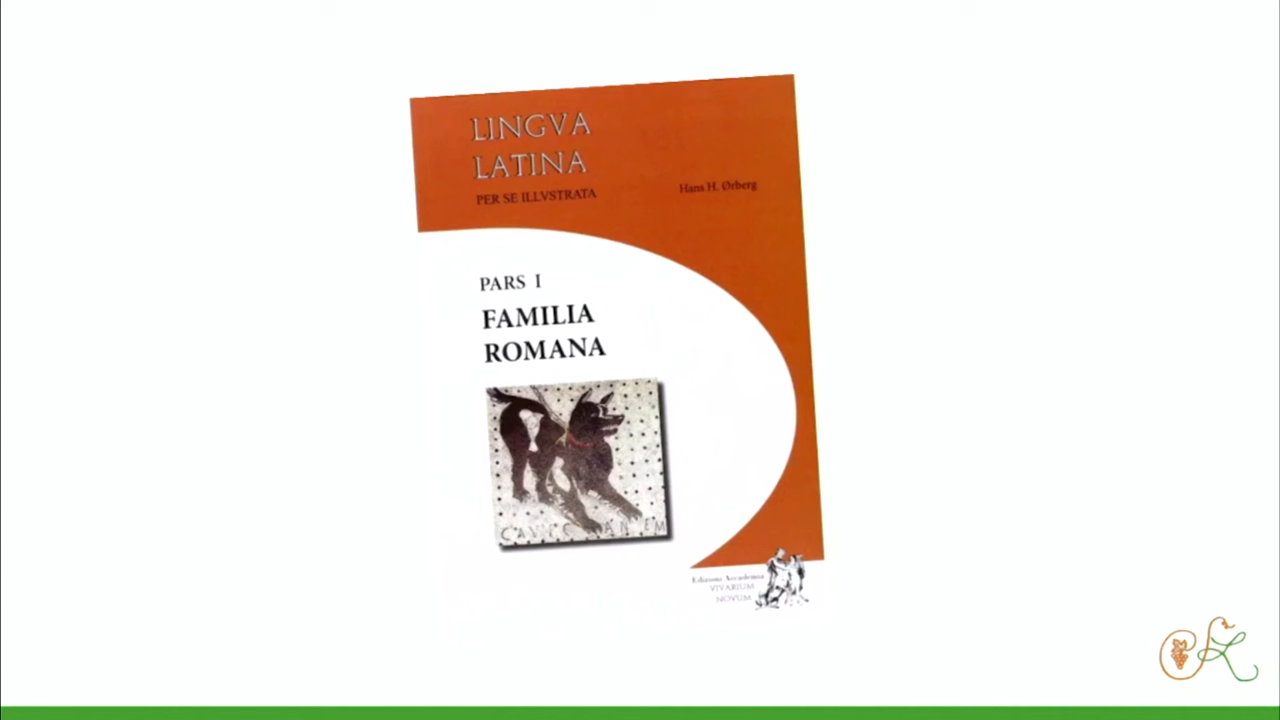 LINGVA
LATINA
PER SE ILLVSTRATA
Hans H. Ørberg
PARS I
FAMILIA
ROMANA
CAVE CANEM
Edizioni Accademia
VIVARIUM
NOVUM